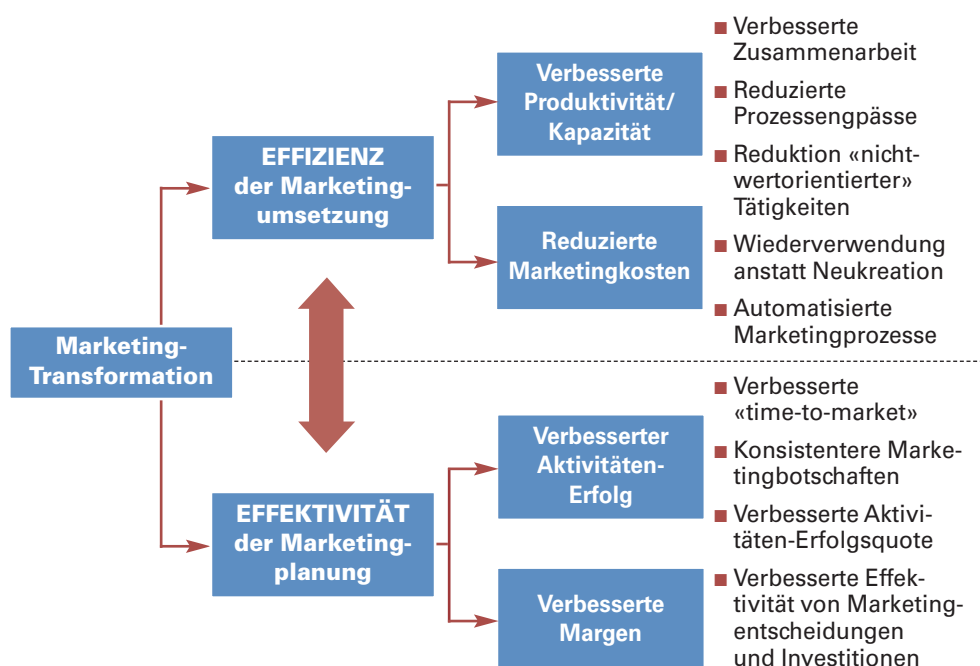 Marketing-
Transformation
EFFIZIENZ
der Marketing-
umsetzung
Verbesserte
Produktivität/
Kapazität
Reduzierte
Marketingkosten
■ Verbesserte
Zusammenarbeit
■ Reduzierte
Prozessengpässe
■ Reduktion «nicht-
wertorientierter»
Tätigkeiten
■ Wiederverwendung
anstatt Neukreation
■ Automatisierte
Marketingprozesse
EFFEKTIVITÄT
der Marketing-
planung
Verbesserter
Aktivitäten-
Erfolg
Verbesserte
Margen
■ Verbesserte
«time-to-market»
■ Konsistentere Marke-
tingbotschaften
■ Verbesserte Aktivi-
täten-Erfolgsquote
■ Verbesserte Effek-
tivität von Marketing-
entscheidungen
und Investitionen